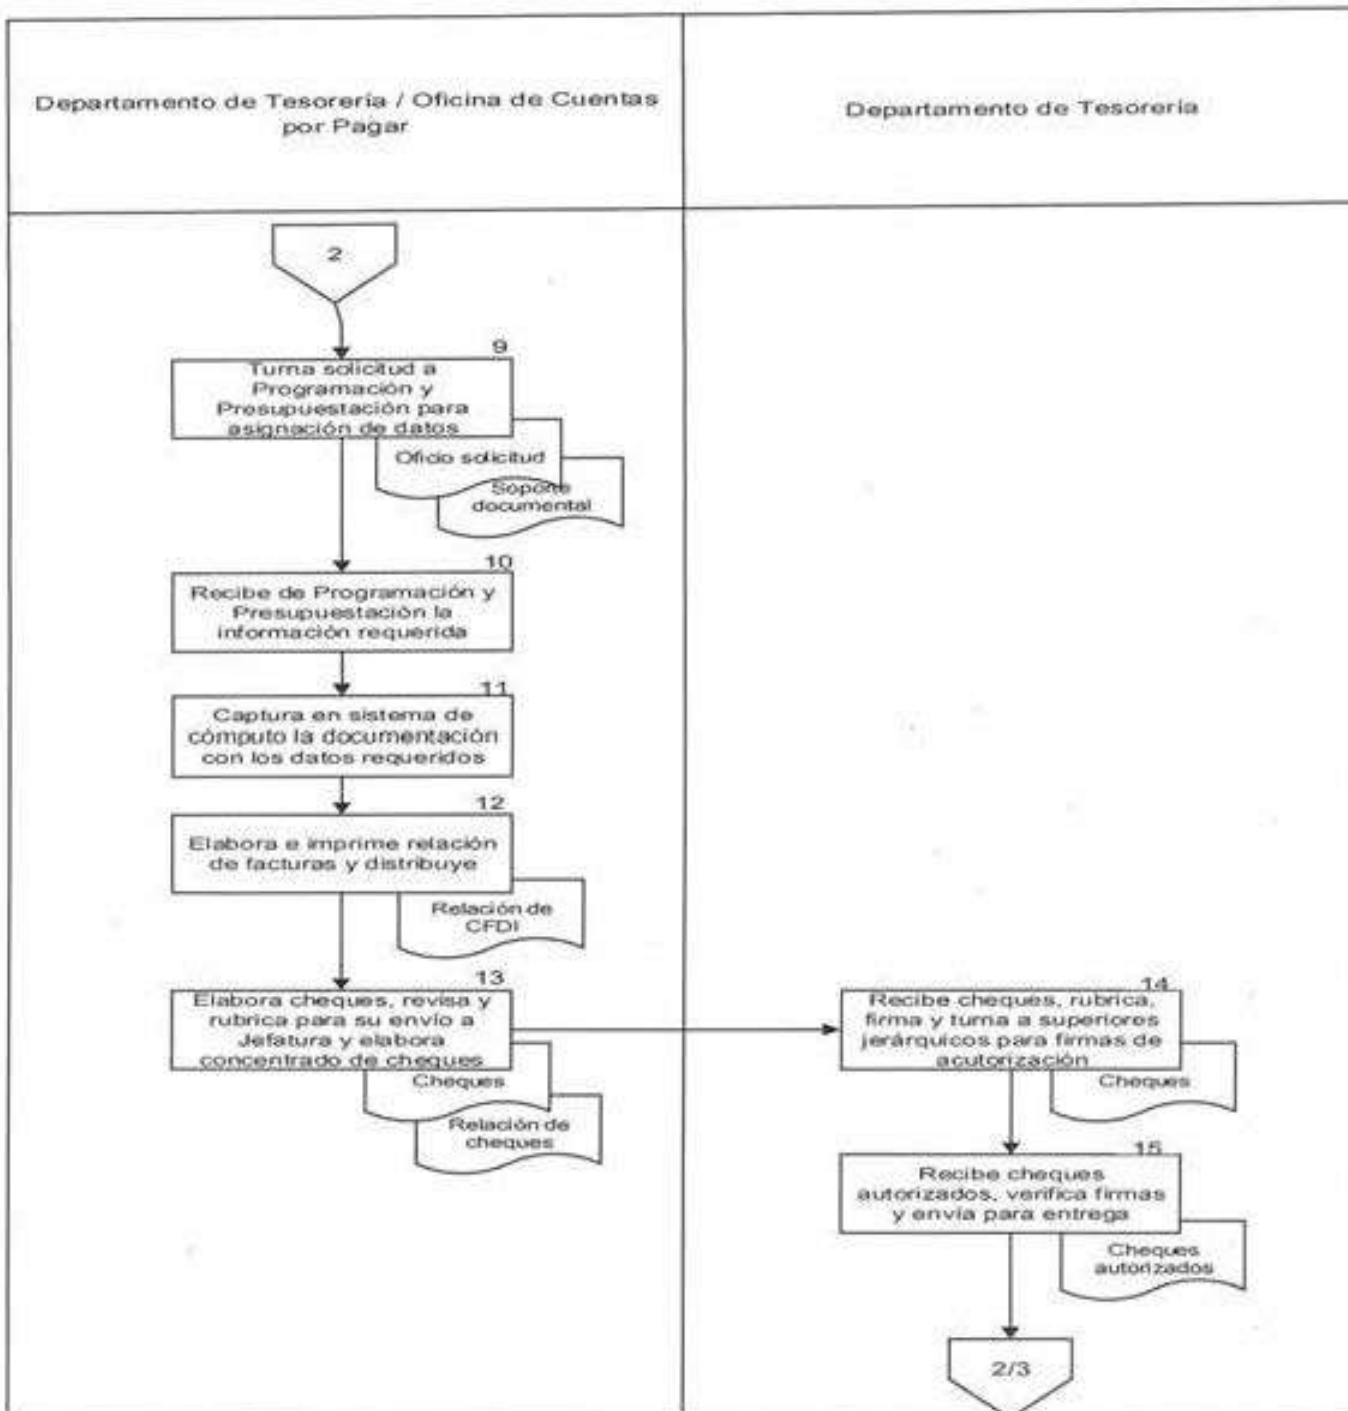 Departamento de Tesorería / Oficina de Cuentas
por Pagar
Departamento de Tesorería
2
9
Turna solicitud a
Programación y
Presupuestación para
asignación de datos
Oficio solicitud
Soporte
documental
10
Recibe de Programación y
Presupuestación la
información requerida
11
Captura en sistema de
cómputo la documentación
con los datos requeridos
12
Elabora e imprime relación
de facturas y distribuye
Relación de
CFDI
13
Elabora cheques, revisa y
rubrica para su envío a
Jefatura y elabora
concentrado de cheques
Cheques
Relación de
cheques
14
Recibe cheques, rubrica,
firma y turna a superiores
jerárquicos para firmas de
acutorización
Cheques
15
Recibe cheques
autorizados, verifica firmas
y envía para entrega
Cheques
autorizados
2/3